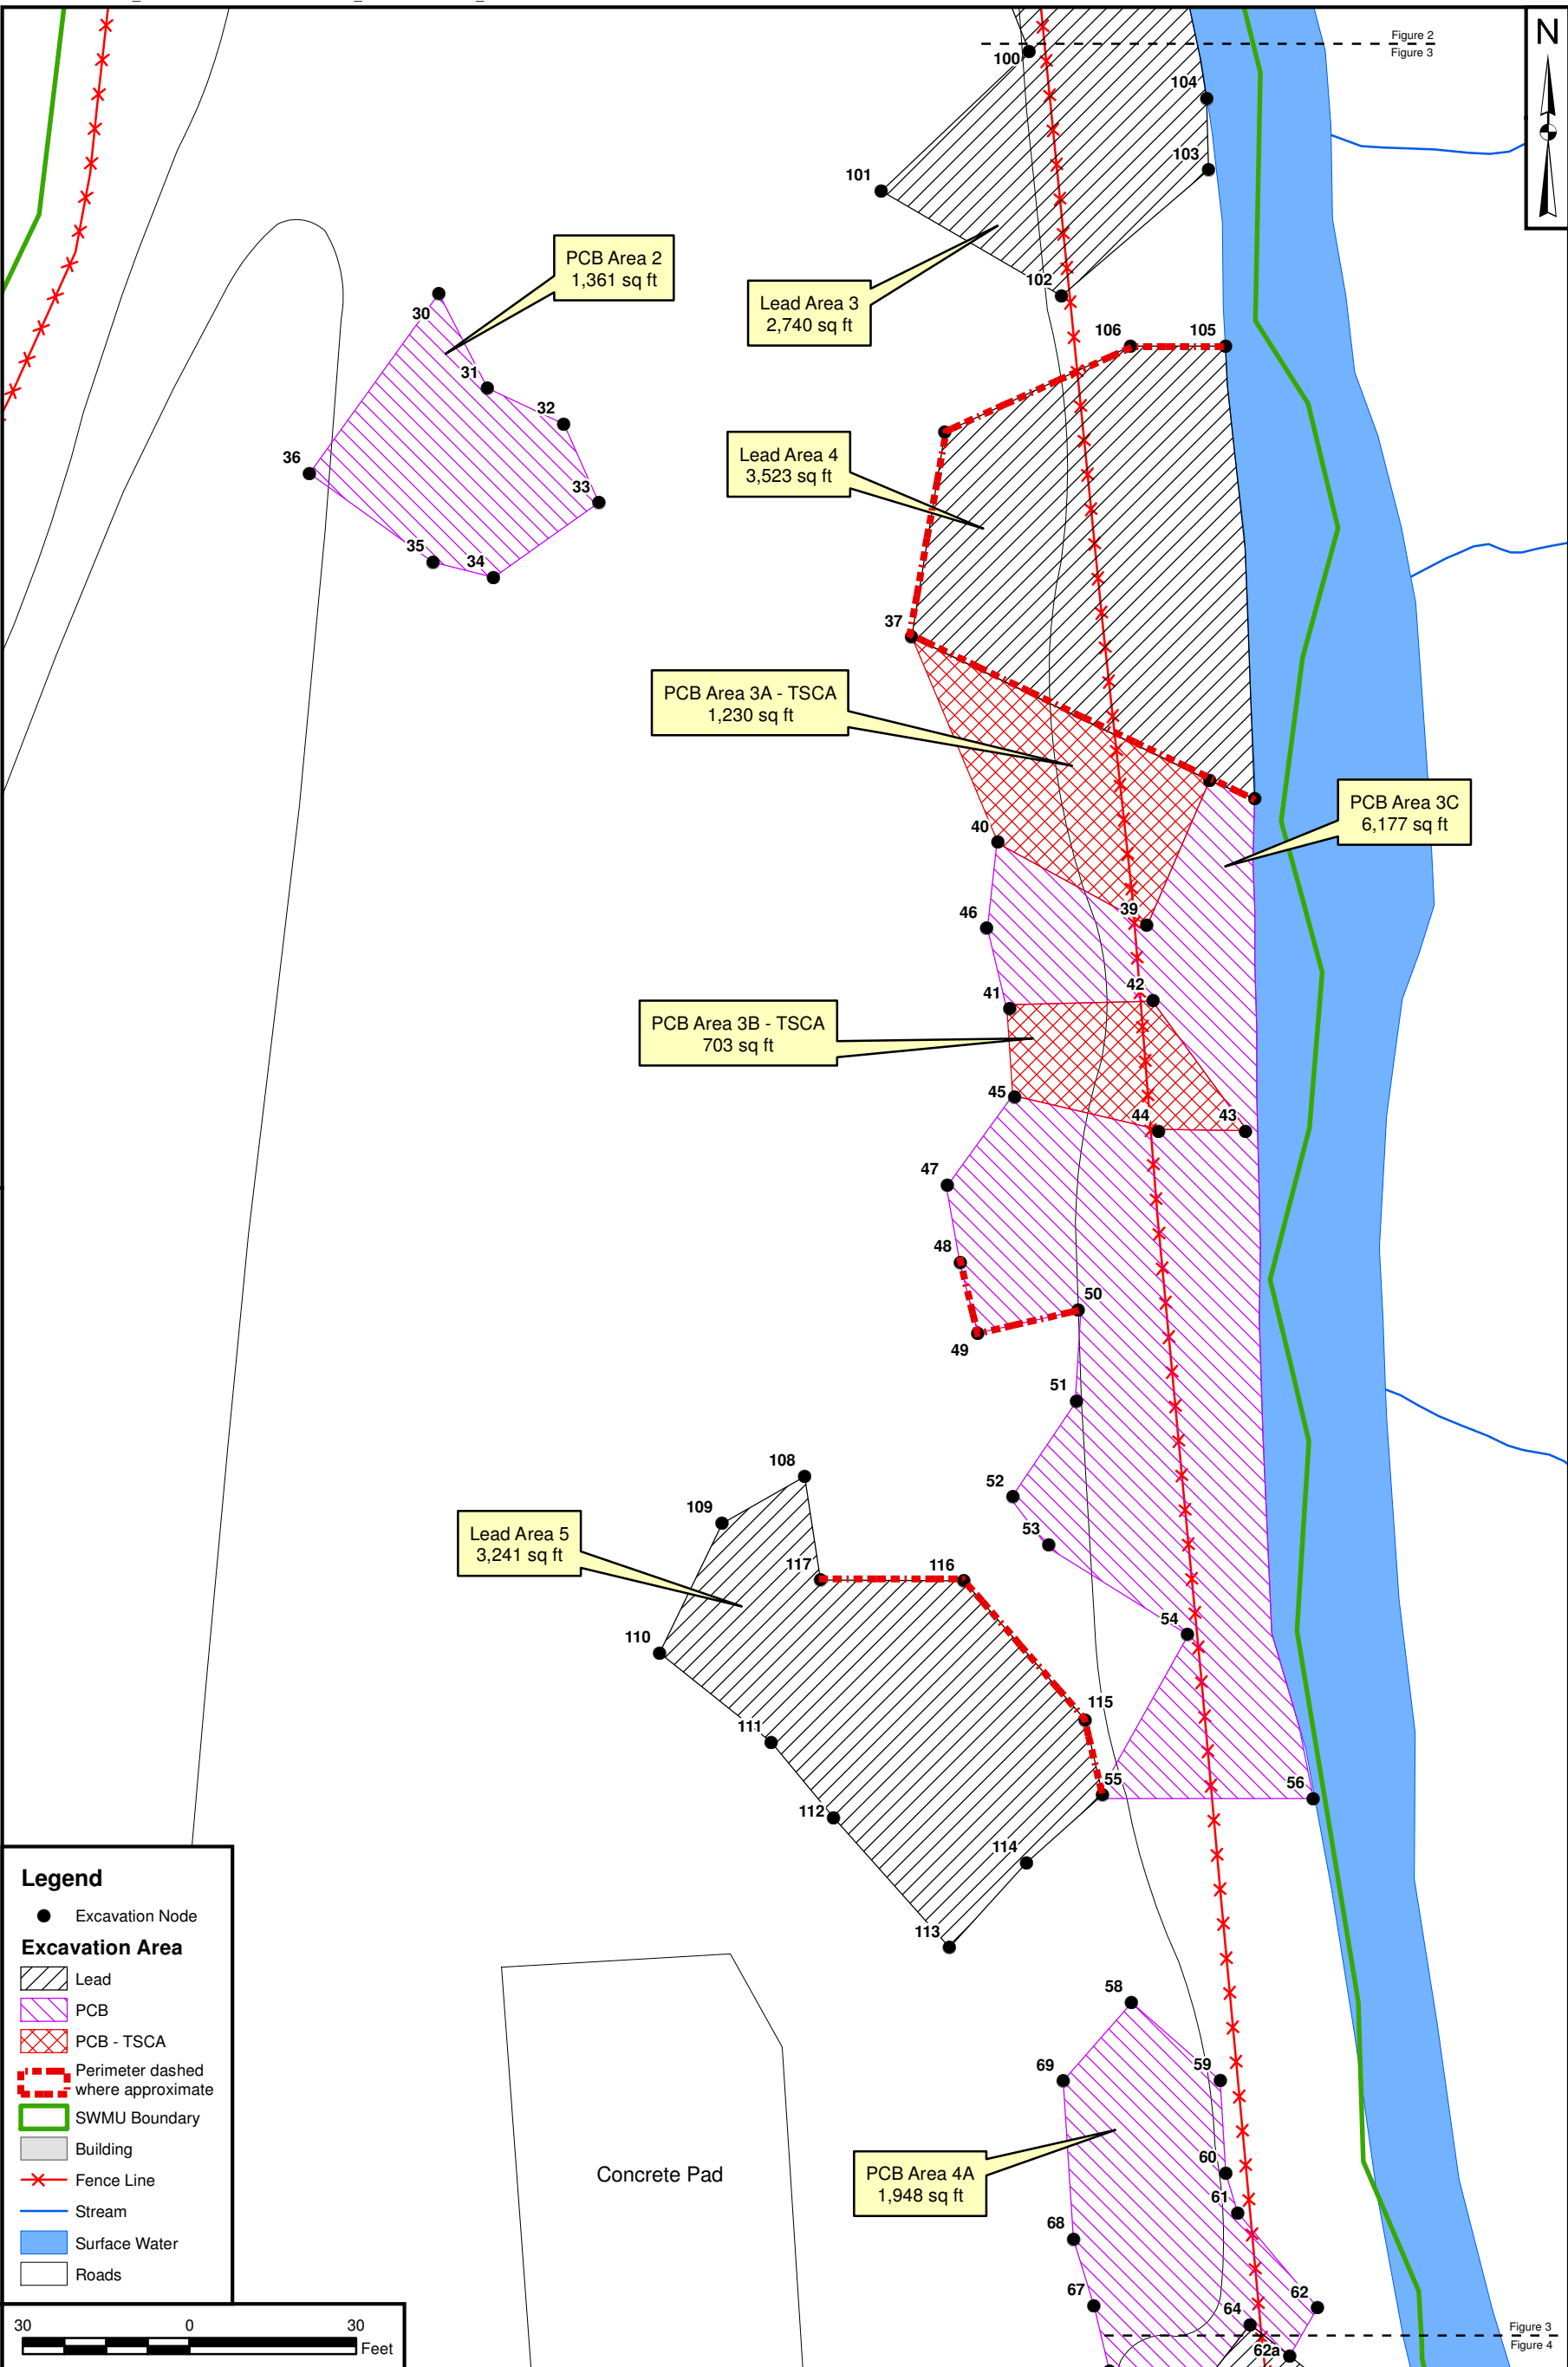 Figure 2
Figure 3
N
100
104
103
101
102
PCB Area 2
1,361 sq ft
Lead Area 3
2,740 sq ft
30
31
32
33
34
35
36
106
105
Lead Area 4
3,523 sq ft
37
PCB Area 3A - TSCA
1,230 sq ft
PCB Area 3C
6,177 sq ft
40
39
46
41
42
PCB Area 3B - TSCA
703 sq ft
45
44
43
47
48
50
49
51
108
52
109
53
Lead Area 5
3,241 sq ft
117
116
54
110
115
111
55
56
112
114
113
58
69
59
60
61
PCB Area 4A
1,948 sq ft
68
67
62
64
62a
Concrete Pad
Figure 3
Figure 4
Legend
Excavation Node
Excavation Area
Lead
PCB
PCB - TSCA
Perimeter dashed
where approximate
SWMU Boundary
Building
Fence Line
Stream
Surface Water
Roads
30 0 30
Feet